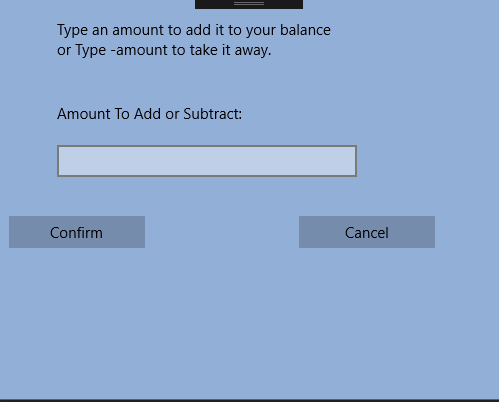 Type an amount to add it to your balance
or Type -amount to take it away.
Amount To Add or Subtract:
Confirm
Cancel